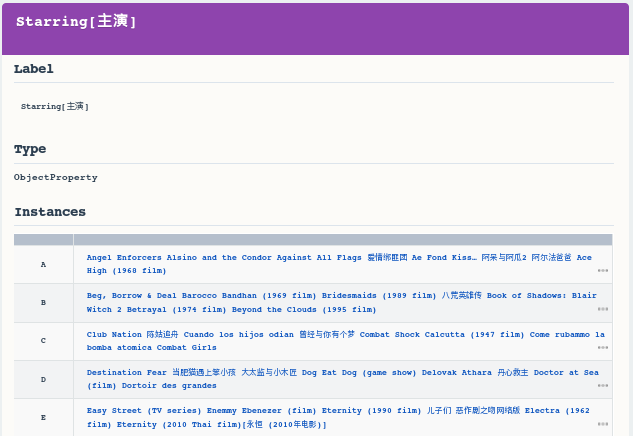 Starring[主演]
Label
Starring[主演]
Type
ObjectProperty
Instances
A
Angel Enforcers Alsino and the Condor Against All Flags 爱情绑匪团 Ae Fond Kiss… 阿呆与阿瓜2 阿尔法爸爸 Ace
High (1968 film)
B
Beg, Borrow & Deal Barocco Bandhan (1969 film) Bridesmaids (1989 film) 八荒英雄传 Book of Shadows: Blair
Witch 2 Betrayal (1974 film) Beyond the Clouds (1995 film)
C
Club Nation 陈姑追舟 Cuando los hijos odian 曾经与你有个梦 Combat Shock Calcutta (1947 film) Come rubammo la
bomba atomica Combat Girls
D
Destination Fear 当肥猫遇上掌小孩 大太监与小木匠 Dog Eat Dog (game show) Delovak Athara 丹心救主 Doctor at Sea
(film) Dortoir des grandes
E
Easy Street (TV series) Enemmy Ebenezer (film) Eternity (1990 film) 儿子们 恶作剧之吻网结版 Electra (1962
film) Eternity (2010 Thai film)[永恒 (2010年电影)]